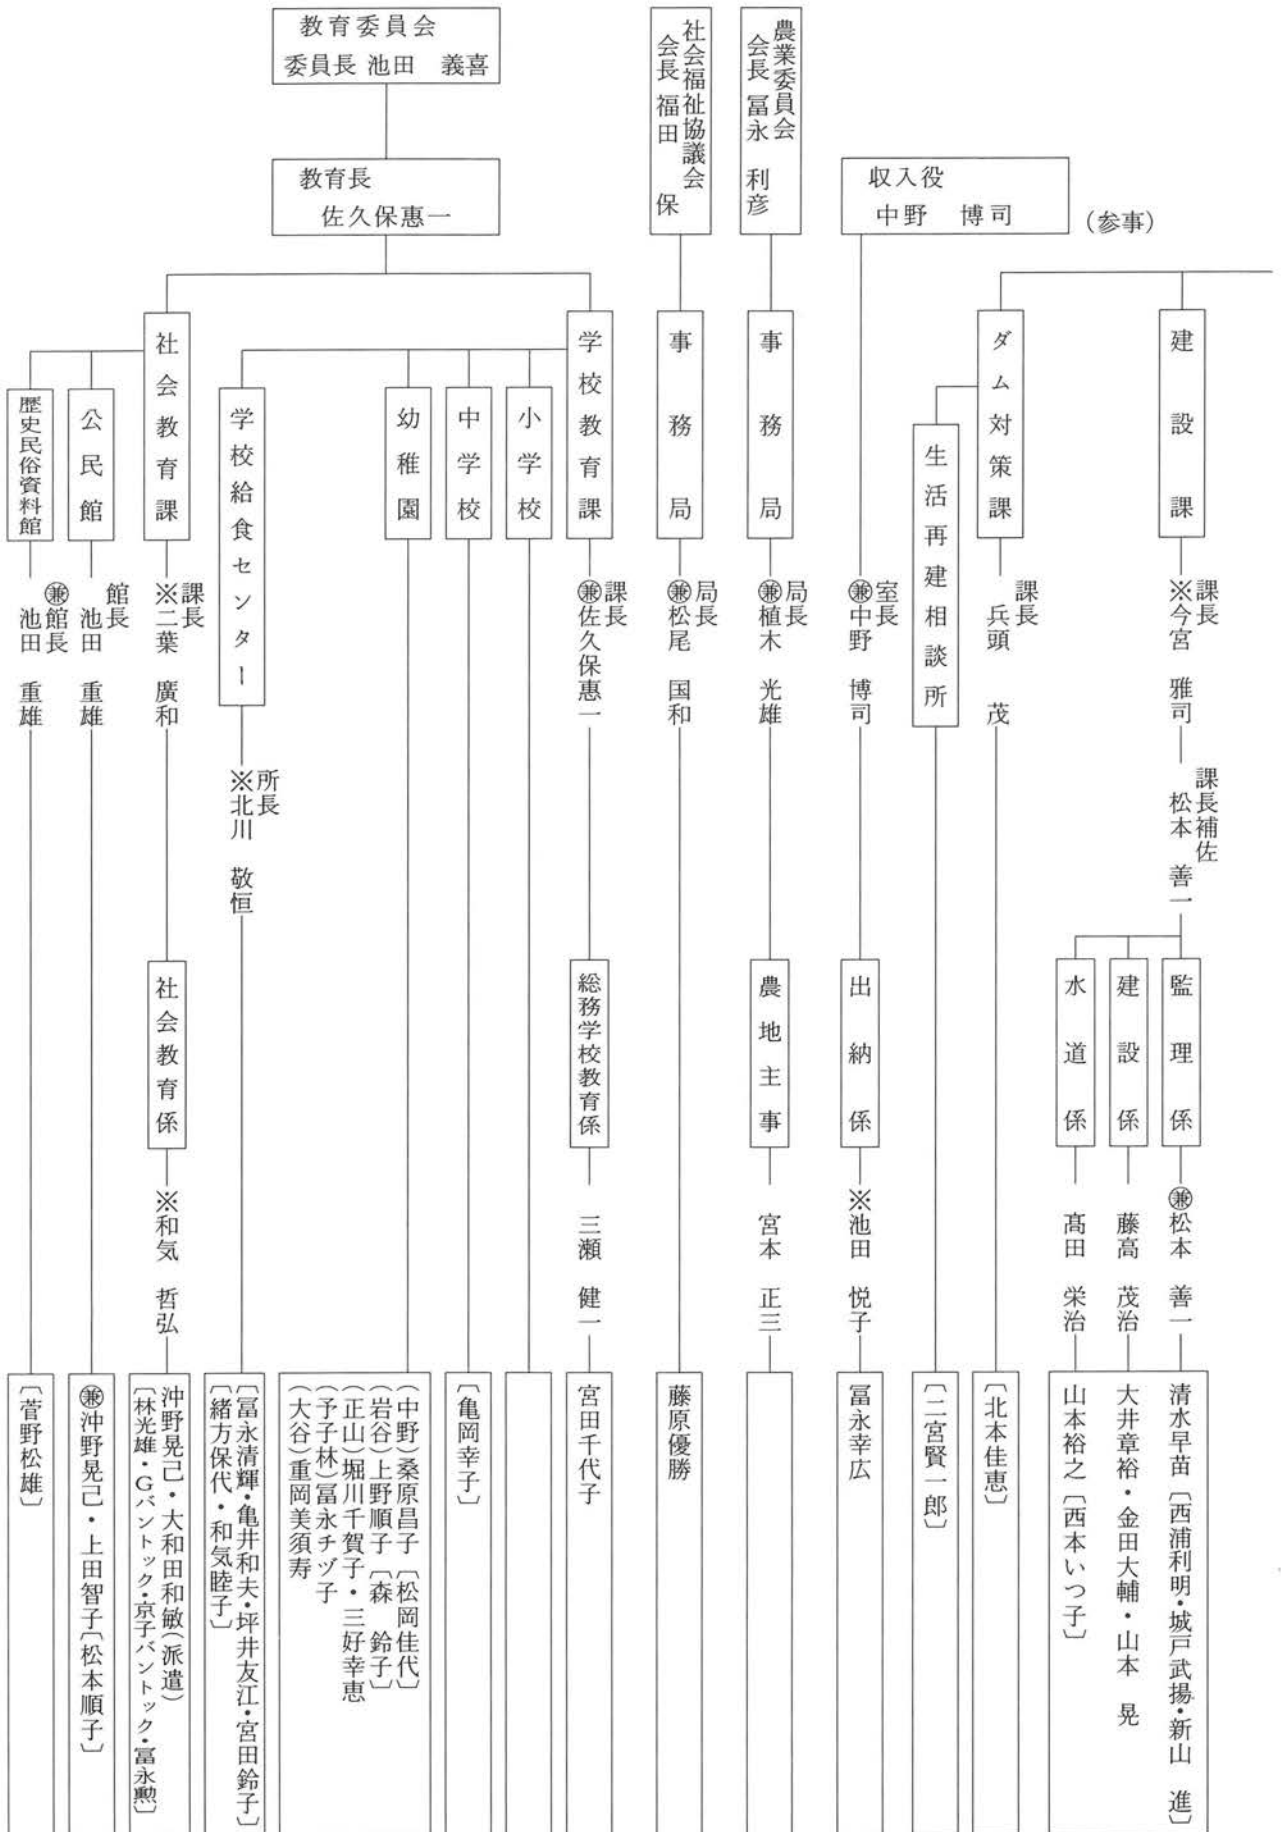 建設課
課長
※今宮 雅司
課長補佐
松本 善一
監理係
㊗松本 善一
清水早苗〔西浦利明・城戸武揚・新山 進〕
建設係
藤高 茂治
大井章裕・金田大輔・山本 晃
水道係
髙田 栄治
山本裕之〔西本いつ子〕
ダム対策課
課長
兵頭 茂
〔北本佳恵〕
生活再建相談所
〔二宮賢一郎〕
(参事)
収入役
中野 博司
室長
兼中野 博司
出納係
※池田 悦子
冨永幸広
農業委員会
会長 冨永 利彦
事務局
局長
兼植木 光雄
農地主事
宮本 正三
社会福祉協議会
会長 福田 保
事務局
局長
兼松尾 国和
藤原優勝
教育委員会
委員長 池田 義喜
教育長
佐久保惠一
学校教育課
課長
兼佐久保惠一
総務学校教育係
三瀬 健一
宮田千代子
小学校
中学校
〔亀岡幸子〕
幼稚園
(中野)桑原昌子〔松岡佳代〕
(岩谷)上野順子〔森 鈴子〕
(正山)堀川千賀子・三好幸恵
(予子林)冨永チヅ子
(大谷)重岡美須寿
学校給食センター
所長
※北川 敬恒
〔冨永清輝・亀井和夫・坪井友江・宮田鈴子〕
〔緒方保代・和気睦子〕
社会教育課
課長
※二葉 廣和
社会教育係
※和気 哲弘
沖野晃己・大和田和敏(派遣)
〔林光雄・Gバントック・京子バントック・冨永勲〕
公民館
館長
池田 重雄
兼沖野晃己・上田智子〔松本順子〕
歴史民俗資料館
兼館長
池田 重雄
〔菅野松雄〕